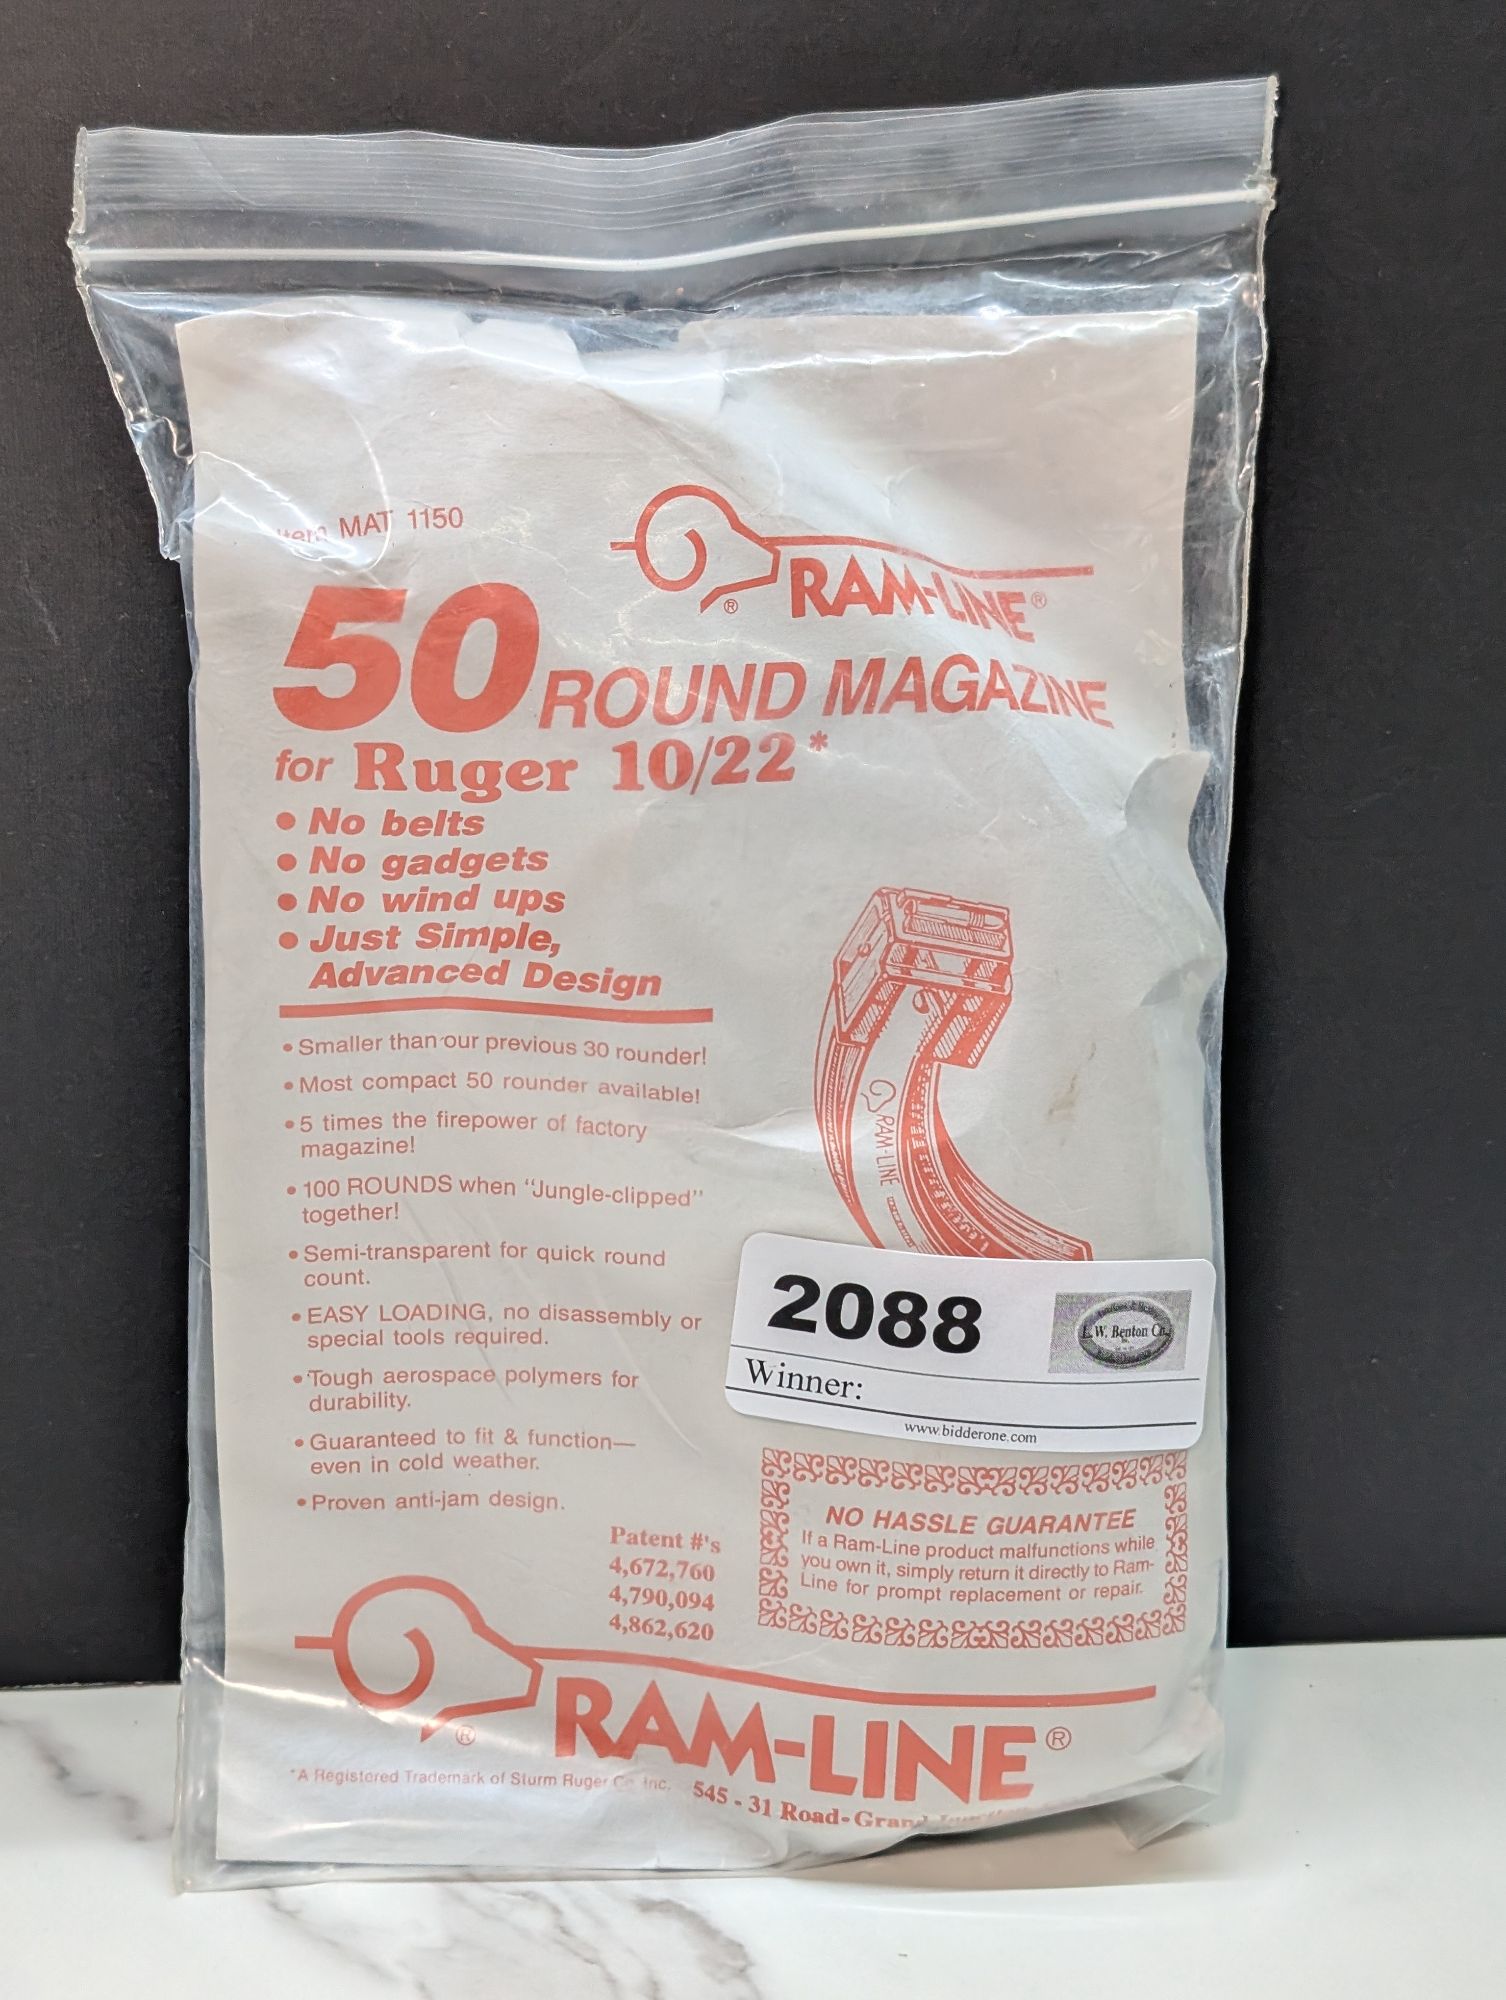 Item MAT 1150
RAM-LINE®
®
50 ROUND MAGAZINE
for Ruger 10/22*
• No belts
• No gadgets
• No wind ups
• Just Simple,
Advanced Design
• Smaller than our previous 30 rounder!
• Most compact 50 rounder available!
• 5 times the firepower of factory
magazine!
• 100 ROUNDS when "Jungle-clipped"
together!
• Semi-transparent for quick round
count.
• EASY LOADING, no disassembly or
special tools required.
• Tough aerospace polymers for
durability.
• Guaranteed to fit & function—
even in cold weather.
• Proven anti-jam design.
RAM-LINE
2088
L.W. Benton Co.
Winner:
www.bidderone.com
NO HASSLE GUARANTEE
If a Ram-Line product malfunctions while
you own it, simply return it directly to Ram-
Line for prompt replacement or repair.
Patent #'s
4,672,760
4,790,094
4,862,620
®
RAM-LINE®
*A Registered Trademark of Sturm Ruger Co. Inc.
545 - 31 Road - Grand